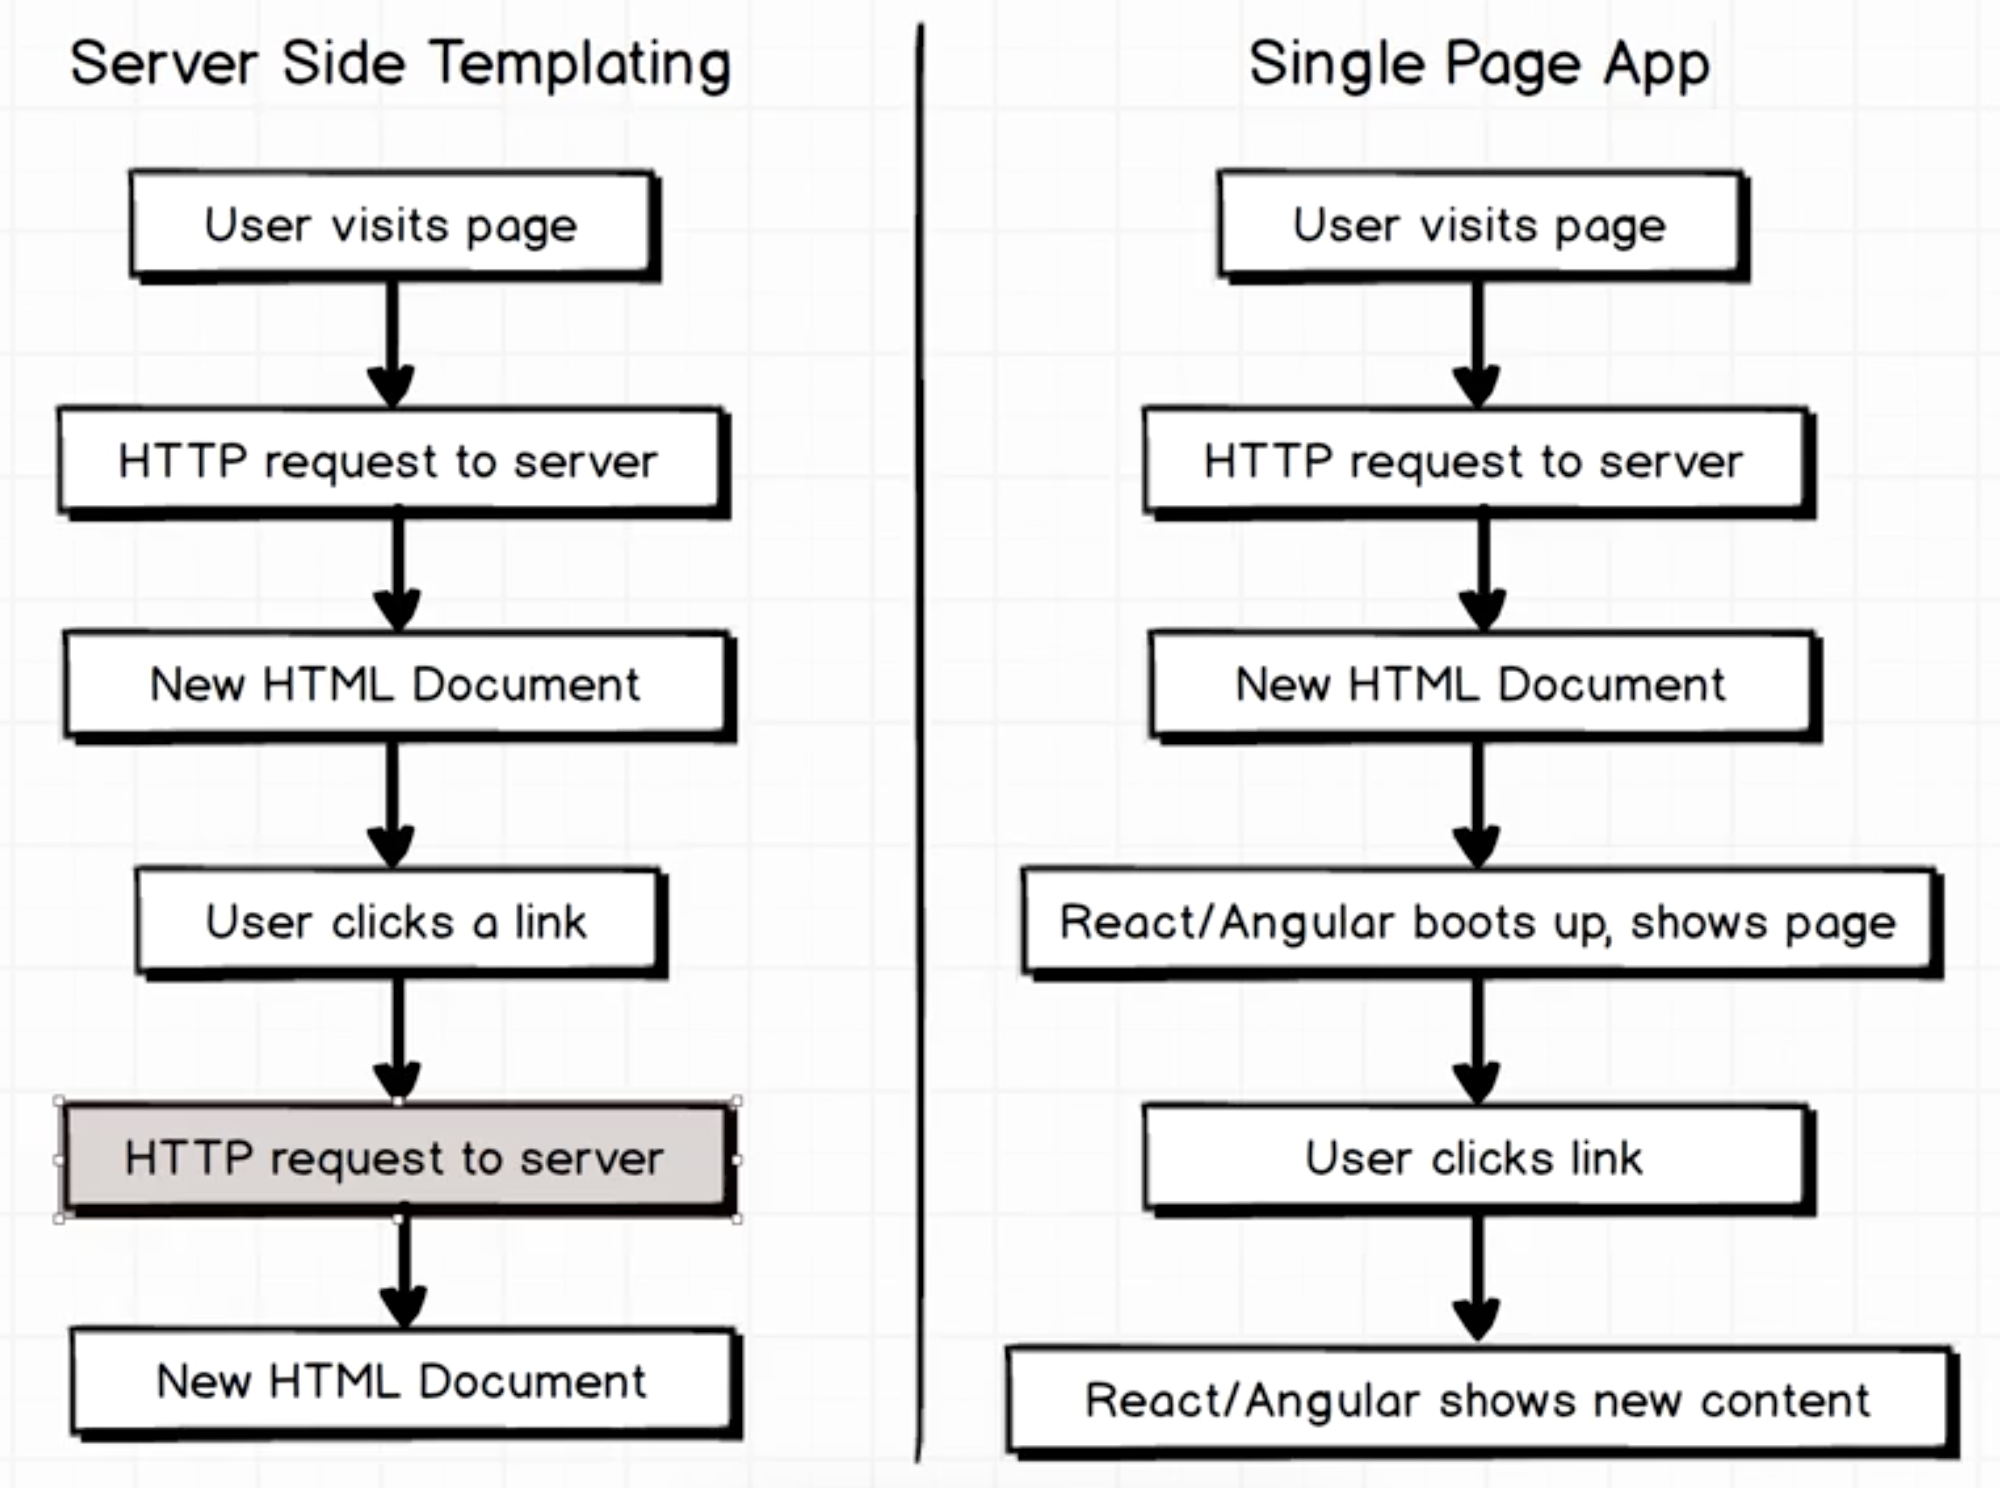 Server Side Templating
User visits page
HTTP request to server
New HTML Document
User clicks a link
HTTP request to server
New HTML Document
Single Page App
User visits page
HTTP request to server
New HTML Document
React/Angular boots up, shows page
User clicks link
React/Angular shows new content